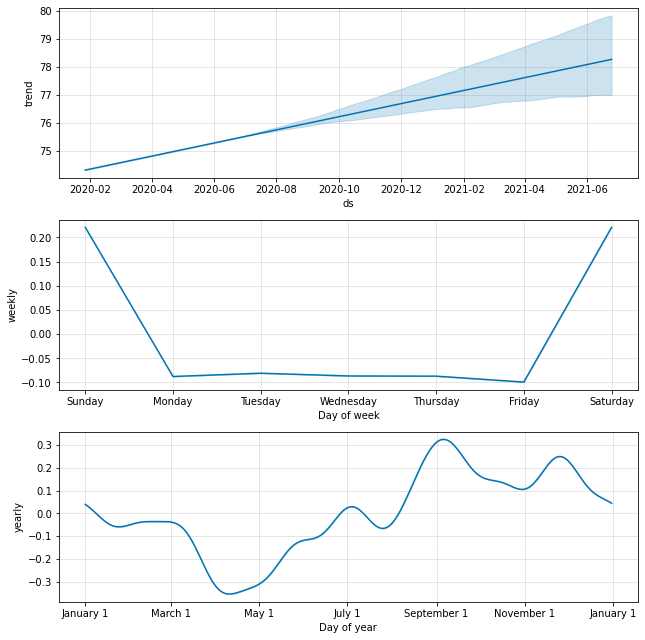 80
79
78
77
76
75
trend
2020-02 2020-04 2020-06 2020-08 2020-10 2020-12 2021-02 2021-04 2021-06
ds
0.20
0.15
0.10
0.05
0.00
−0.05
−0.10
weekly
Sunday Monday Tuesday Wednesday Thursday Friday Saturday
Day of week
0.3
0.2
0.1
0.0
−0.1
−0.2
−0.3
yearly
January 1 March 1 May 1 July 1 September 1 November 1 January 1
Day of year